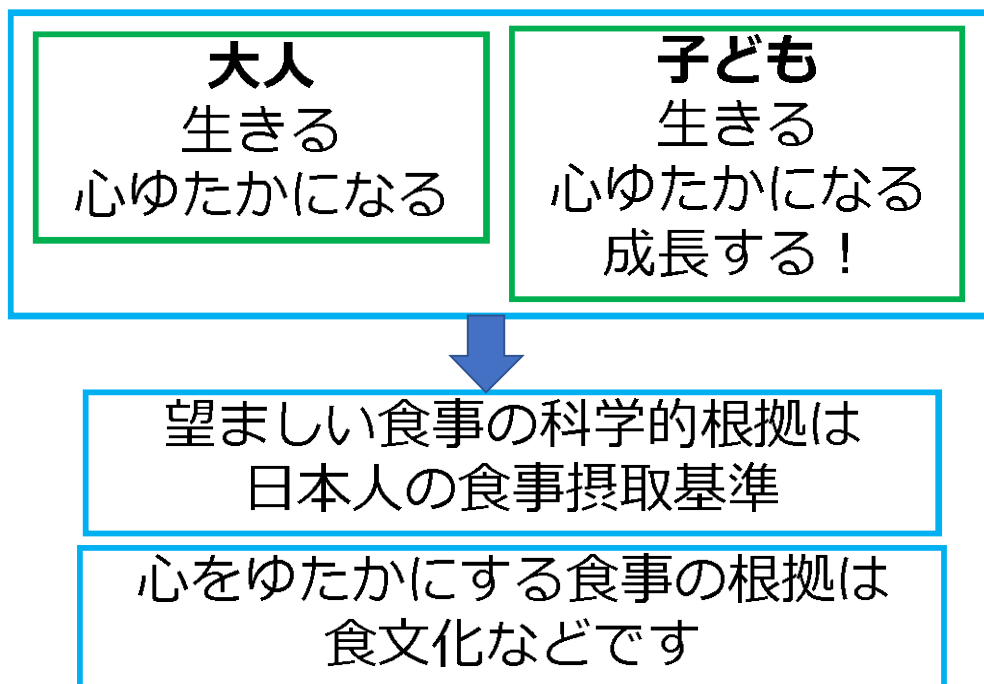 大人
生きる
心ゆたかになる
子ども
生きる
心ゆたかになる
成長する！
望ましい食事の科学的根拠は
日本人の食事摂取基準
心をゆたかにする食事の根拠は
食文化などです